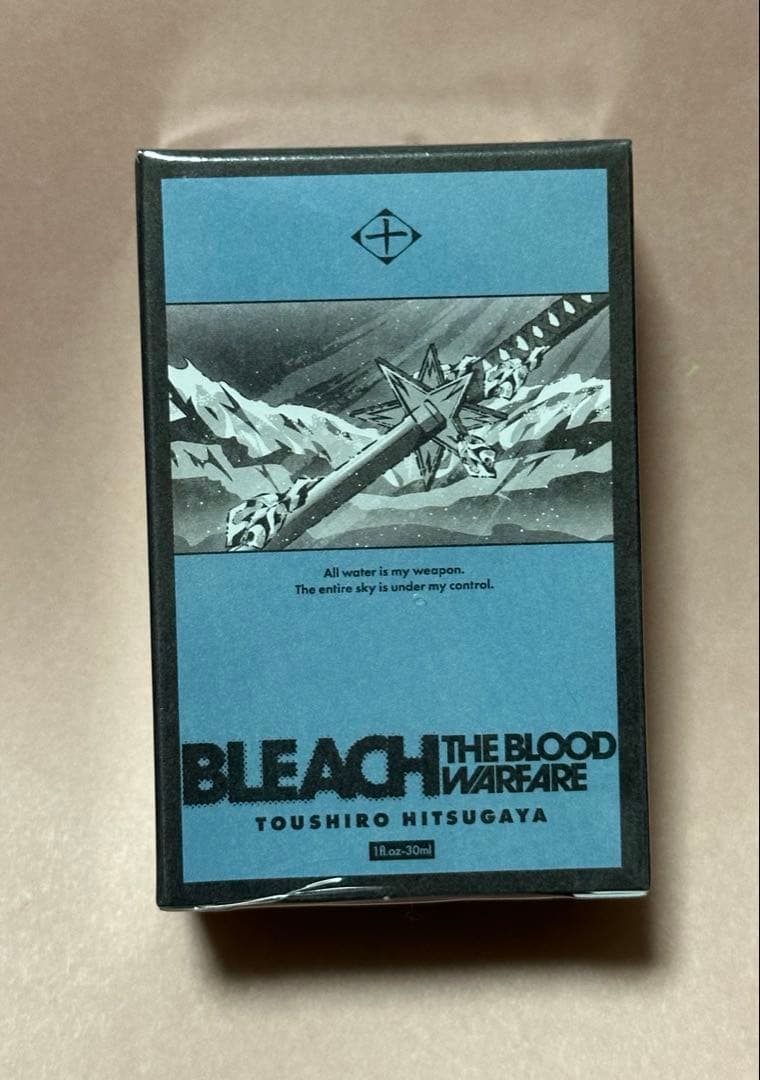 十
All water is my weapon.
The entire sky is under my control.
BLEACH THE BLOOD
WARFARE
TOUSHIRO HITSUGAYA
1fl.oz-30ml